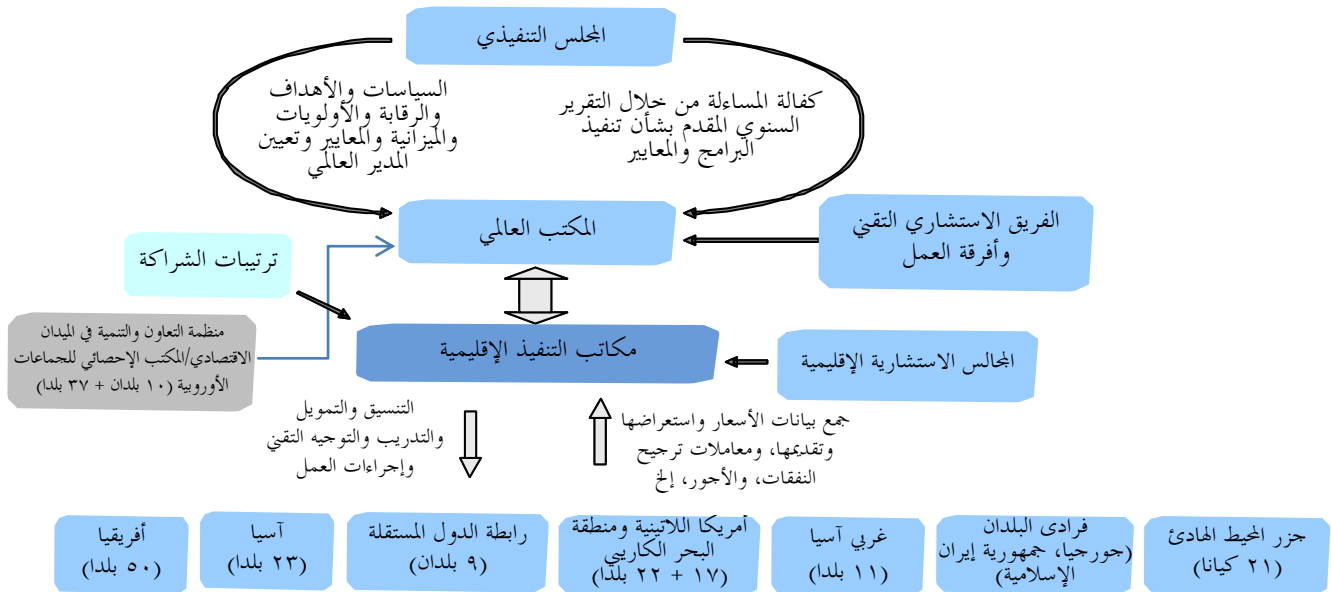 المجلس التنفيذي
كفالة المساءلة من خلال التقرير
السنوي المقدم بشأن تنفيذ
البرامج والمعايير
السياسات والأهداف
والرقابة والأولويات
والميزانية والمعايير وتعيين
المدير العالمي
الفريق الاستشاري التقني
وأفرقة العمل
المكتب العالمي
ترتيبات الشراكة
منظمة التعاون والتنمية في الميدان
الاقتصادي/المكتب الإحصائي للجماعات
الأوروبية (١٠ بلدان + ٣٧ بلدا)
مكاتب التنفيذ الإقليمية
المجالس الاستشارية الإقليمية
جمع بيانات الأسعار واستعراضها
وتقديمها، ومعاملات ترجيح
النفقات، والأجور، إلخ
التنسيق والتمويل
والتدريب والتوجيه التقني
وإجراءات العمل
جزر المحيط الهادئ
(٢١ كيانا)
فرادى البلدان
(جورجيا، جمهورية إيران
الإسلامية)
غربي آسيا
(١١ بلدا)
أمريكا اللاتينية ومنطقة
البحر الكاريبي
(١٧ + ٢٢ بلدا)
رابطة الدول المستقلة
(٩ بلدان)
آسيا
(٢٣ بلدا)
أفريقيا
(٥٠ بلدا)